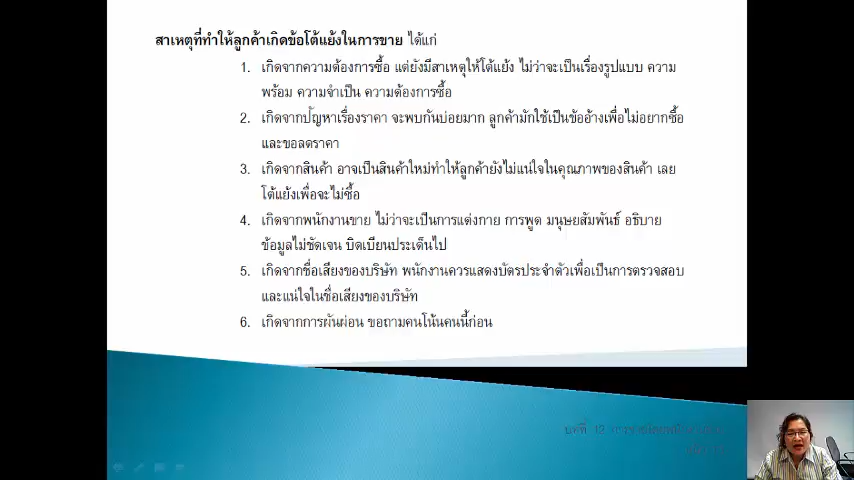 สาเหตุที่ทำให้ลูกค้าเกิดข้อโต้แย้งในการขาย ได้แก่
1. เกิดจากความต้องการซื้อ แต่ยังมีสาเหตุให้โต้แย้ง ไม่ว่าจะเป็นเรื่องรูปแบบ ความ
พร้อม ความจำเป็น ความต้องการซื้อ
2. เกิดจากปัญหาเรื่องราคา จะพบกันบ่อยมาก ลูกค้ามักใช้เป็นข้ออ้างเพื่อไม่อยากซื้อ
และขอลดราคา
3. เกิดจากสินค้า อาจเป็นสินค้าใหม่ทำให้ลูกค้ายังไม่แน่ใจในคุณภาพของสินค้า เลย
โต้แย้งเพื่อจะไม่ซื้อ
4. เกิดจากพนักงานขาย ไม่ว่าจะเป็นการแต่งกาย การพูด มนุษยสัมพันธ์ อธิบาย
ข้อมูลไม่ชัดเจน บิดเบียนประเด็นไป
5. เกิดจากชื่อเสียงของบริษัท พนักงานควรแสดงบัตรประจำตัวเพื่อเป็นการตรวจสอบ
และแน่ใจในชื่อเสียงของบริษัท
6. เกิดจากการผันผ่อน ขอถามคนโน้นคนนี้ก่อน
บทที่ 12